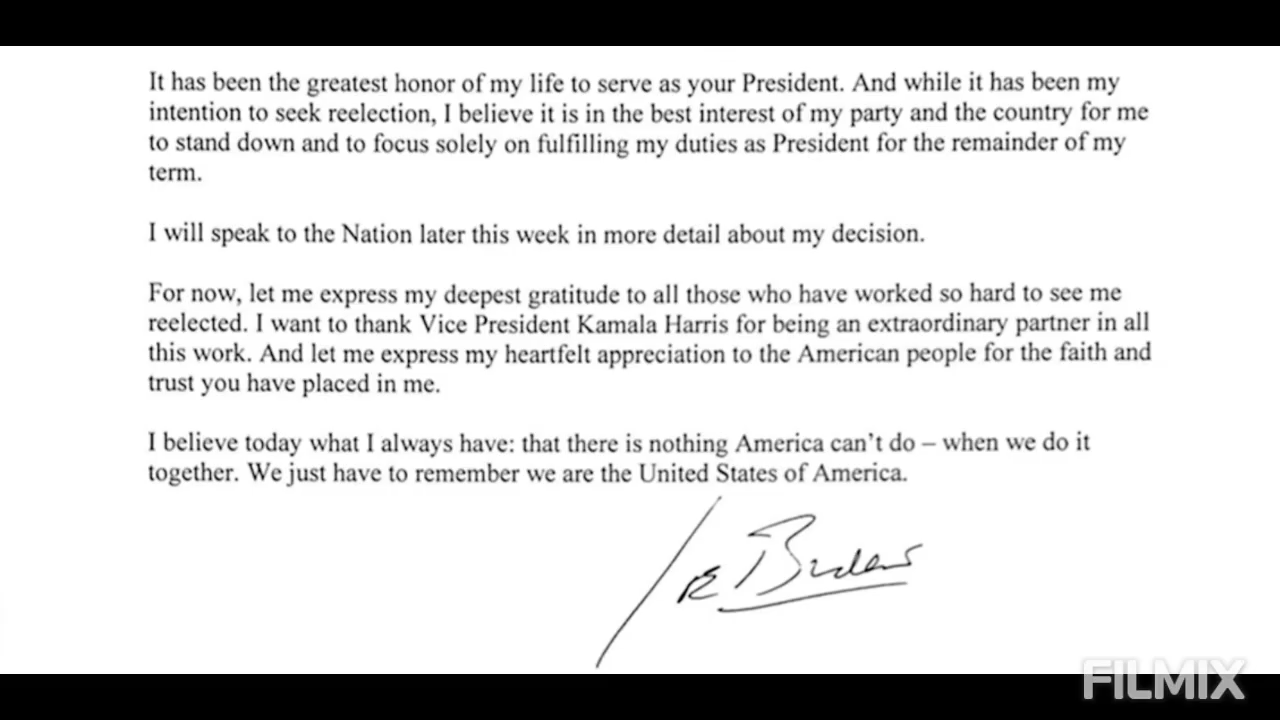 It has been the greatest honor of my life to serve as your President. And while it has been my
intention to seek reelection, I believe it is in the best interest of my party and the country for me
to stand down and to focus solely on fulfilling my duties as President for the remainder of my
term.
I will speak to the Nation later this week in more detail about my decision.
For now, let me express my deepest gratitude to all those who have worked so hard to see me
reelected. I want to thank Vice President Kamala Harris for being an extraordinary partner in all
this work. And let me express my heartfelt appreciation to the American people for the faith and
trust you have placed in me.
I believe today what I always have: that there is nothing America can’t do – when we do it
together. We just have to remember we are the United States of America.
Joe Biden
FILMIX